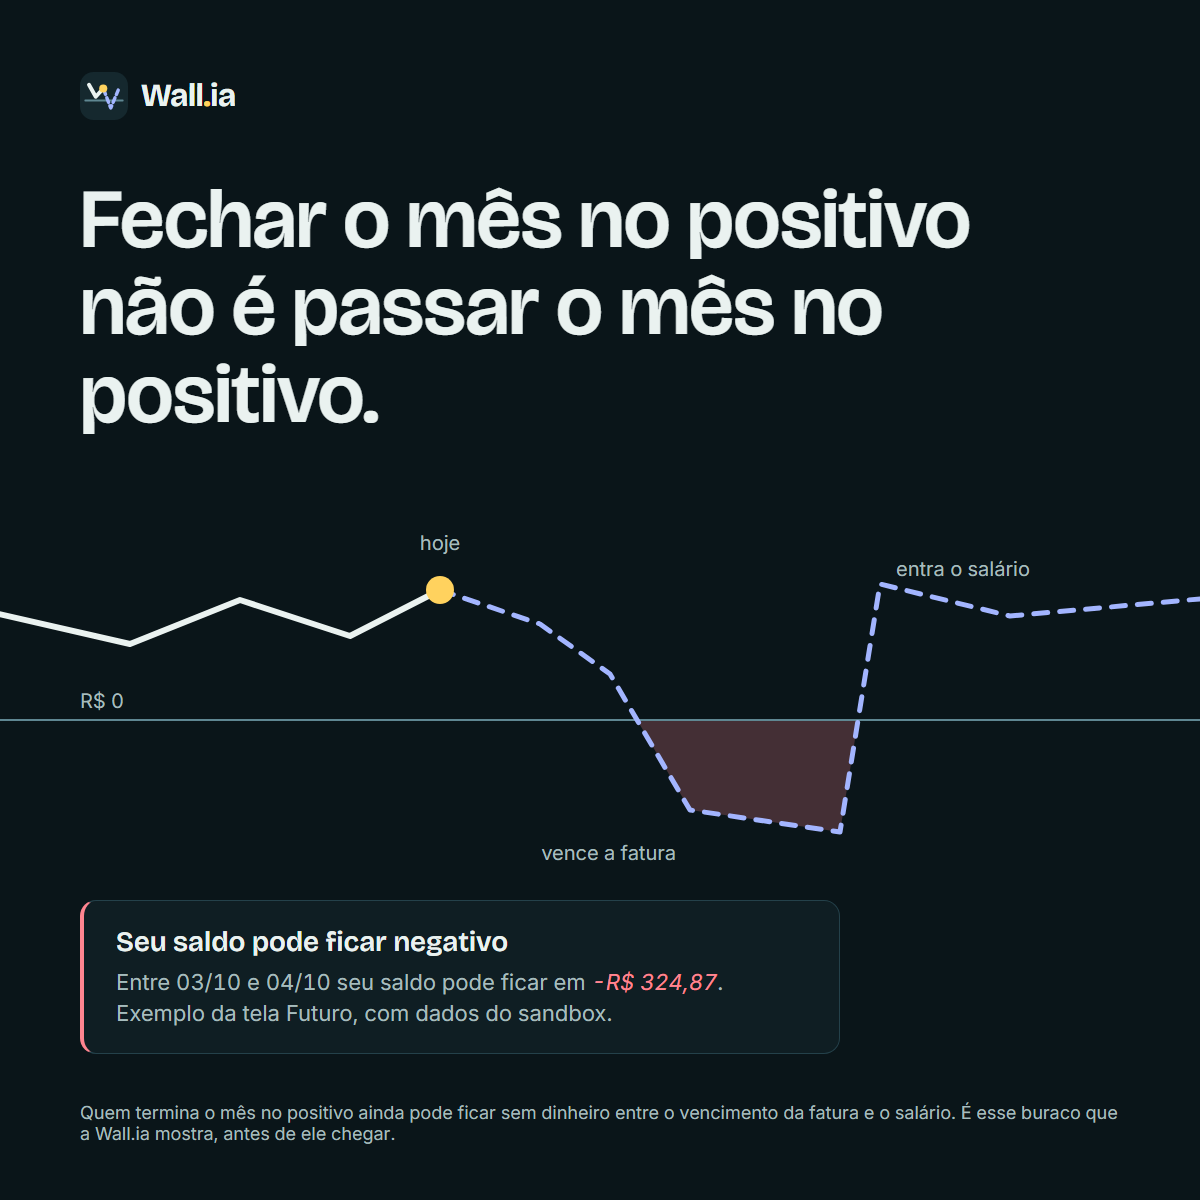 Wall.ia
Fechar o mês no positivo
não é passar o mês no
positivo.
hoje
entra o salário
R$ 0
vence a fatura
Seu saldo pode ficar negativo
Entre 03/10 e 04/10 seu saldo pode ficar em -R$ 324,87.
Exemplo da tela Futuro, com dados do sandbox.
Quem termina o mês no positivo ainda pode ficar sem dinheiro entre o vencimento da fatura e o salário. É esse buraco que
a Wall.ia mostra, antes de ele chegar.